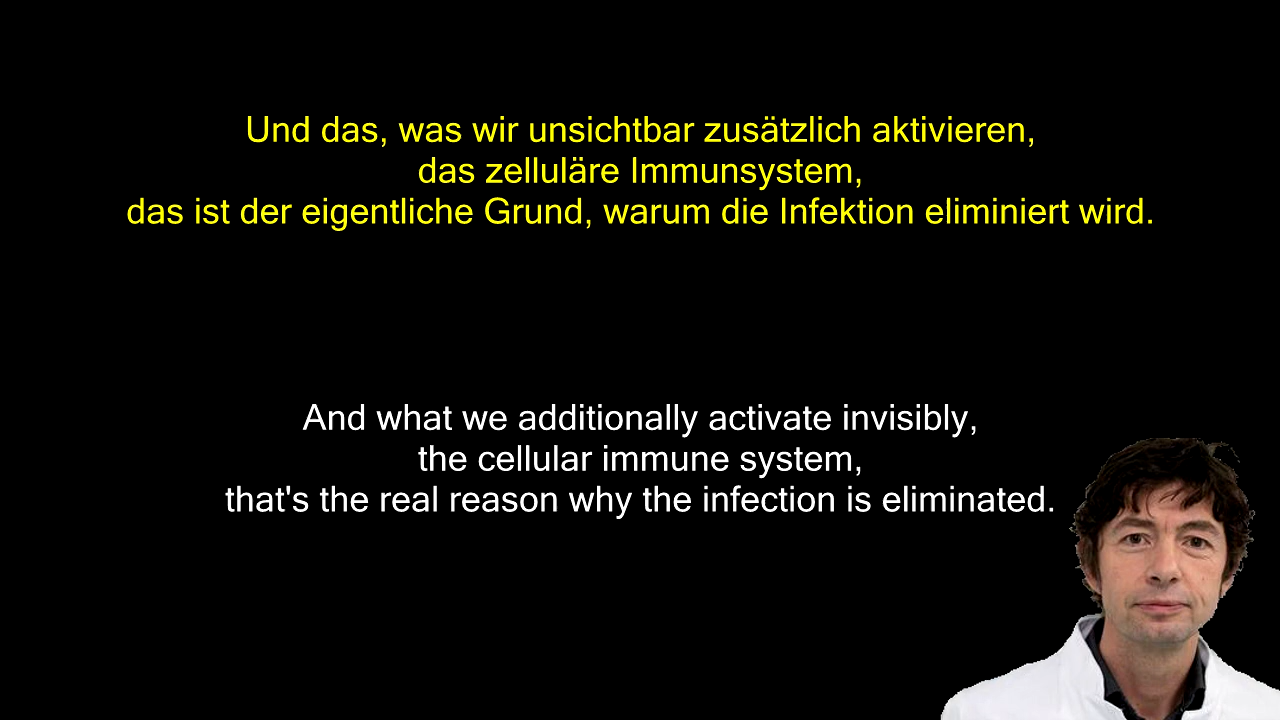 Und das, was wir unsichtbar zusätzlich aktivieren,
das zelluläre Immunsystem,
das ist der eigentliche Grund, warum die Infektion eliminiert wird.
And what we additionally activate invisibly,
the cellular immune system,
that's the real reason why the infection is eliminated.